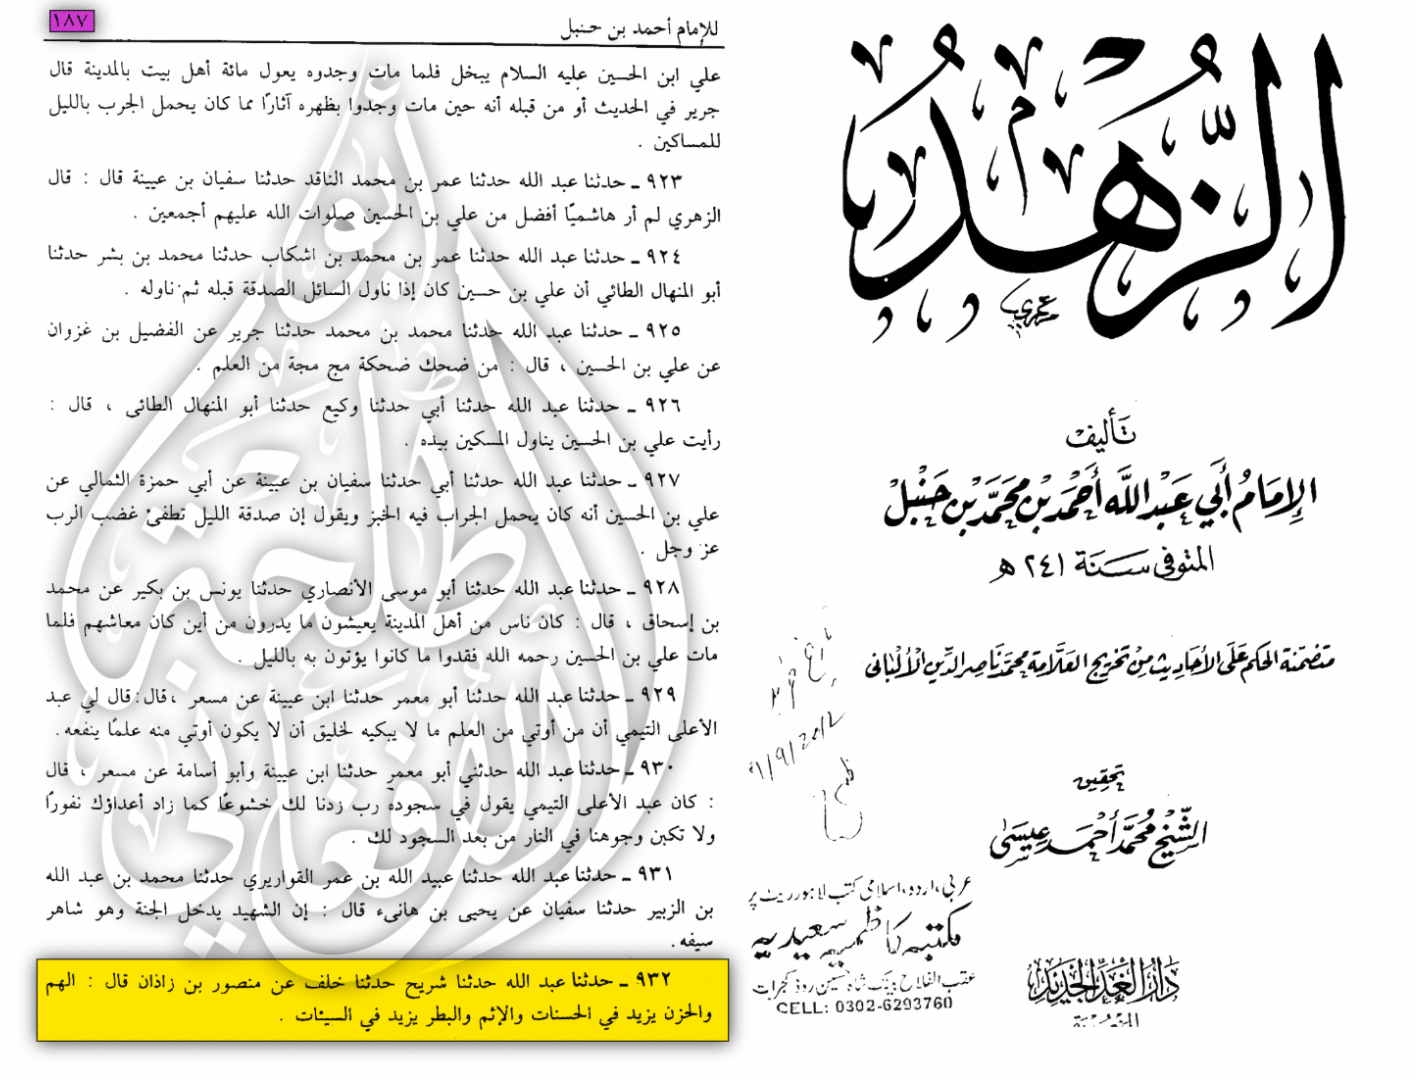 الزهد
تأليف
الإمام أبي عبد الله أحمد بن محمد بن حنبل
المتوفى سنة ٢٤١ هـ
متضمنة الحكم على الأحاديث من تخريج العلامة محمد ناصر الدين الألباني
تحقيق
الشيخ محمد أحمد عيسى
عربی، اردو، اسلامی کتب لاہور ریٹ پر
مکتبہ کاظمیہ سعیدیہ
عقب الفلاح بینک شاہ حسین روڈ گجرات
CELL: 0302-6293760
دار الغد الجديد
١٨٧
للإمام أحمد بن حنبل
علي ابن الحسين عليه السلام يبخل فلما مات وجدوه يعول مائة أهل بيت بالمدينة قال
جرير في الحديث أو من قبله أنه حين مات وجدوا بظهره آثارًا مما كان يحمل الجرب بالليل
للمساكين .
٩٢٣ ـ حدثنا عبد الله حدثنا عمر بن محمد الناقد حدثنا سفيان بن عيينة قال : قال
الزهري لم أر هاشميًا أفضل من علي بن الحسين صلوات الله عليهم أجمعين .
٩٢٤ ـ حدثنا عبد الله حدثنا عمر بن محمد بن اشكاب حدثنا محمد بن بشر حدثنا
أبو المنهال الطائي أن علي بن حسين كان إذا ناول السائل الصدقة قبله ثم ناوله .
٩٢٥ ـ حدثنا عبد الله حدثنا محمد بن محمد حدثنا جرير عن الفضيل بن غزوان
عن علي بن الحسين ، قال : من ضحك ضحكة مج مجة من العلم .
٩٢٦ ـ حدثنا عبد الله حدثنا أبي حدثنا وكيع حدثنا أبو المنهال الطائى ، قال :
رأيت علي بن الحسين يناول المسكين بيده .
٩٢٧ ـ حدثنا عبد الله حدثنا أبي حدثنا سفيان بن عيينة عن أبي حمزة الثمالي عن
علي بن الحسين أنه كان يحمل الجراب فيه الخبز ويقول إن صدقة الليل تطفئ غضب الرب
عز وجل .
٩٢٨ ـ حدثنا عبد الله حدثنا أبو موسى الأنصاري حدثنا يونس بن بكير عن محمد
بن إسحاق ، قال : كان ناس من أهل المدينة يعيشون ما يدرون من أين كان معاشهم فلما
مات علي بن الحسين رحمه الله فقدوا ما كانوا يؤتون به بالليل .
٩٢٩ ـ حدثنا عبد الله حدثنا أبو معمر حدثنا ابن عيينة عن مسعر ، قال : قال لي عبد
الأعلى التيمي أن من أوتي من العلم ما لا يبكيه لخليق أن لا يكون أوتي منه علمًا ينفعه .
٩٣٠ ـ حدثنا عبد الله حدثني أبو معمر حدثنا ابن عيينة وأبو أسامة عن مسعر ، قال
: كان عبد الأعلى التيمي يقول في سجوده رب زدنا لك خشوعًا كما زاد أعداؤك نفورًا
ولا تكبن وجوهنا في النار من بعد السجود لك .
٩٣١ ـ حدثنا عبد الله حدثنا عبيد الله بن عمر القواريري حدثنا محمد بن عبد الله
بن الزبير حدثنا سفيان عن يحيى بن هانىء قال : إن الشهيد يدخل الجنة وهو شاهر
سيفه .
٩٣٢ ـ حدثنا عبد الله حدثنا شريح حدثنا خلف عن منصور بن زاذان قال : الهم
والحزن يزيد في الحسنات والإثم والبطر يزيد في السيئات .
أبو طلحة الأفغاني